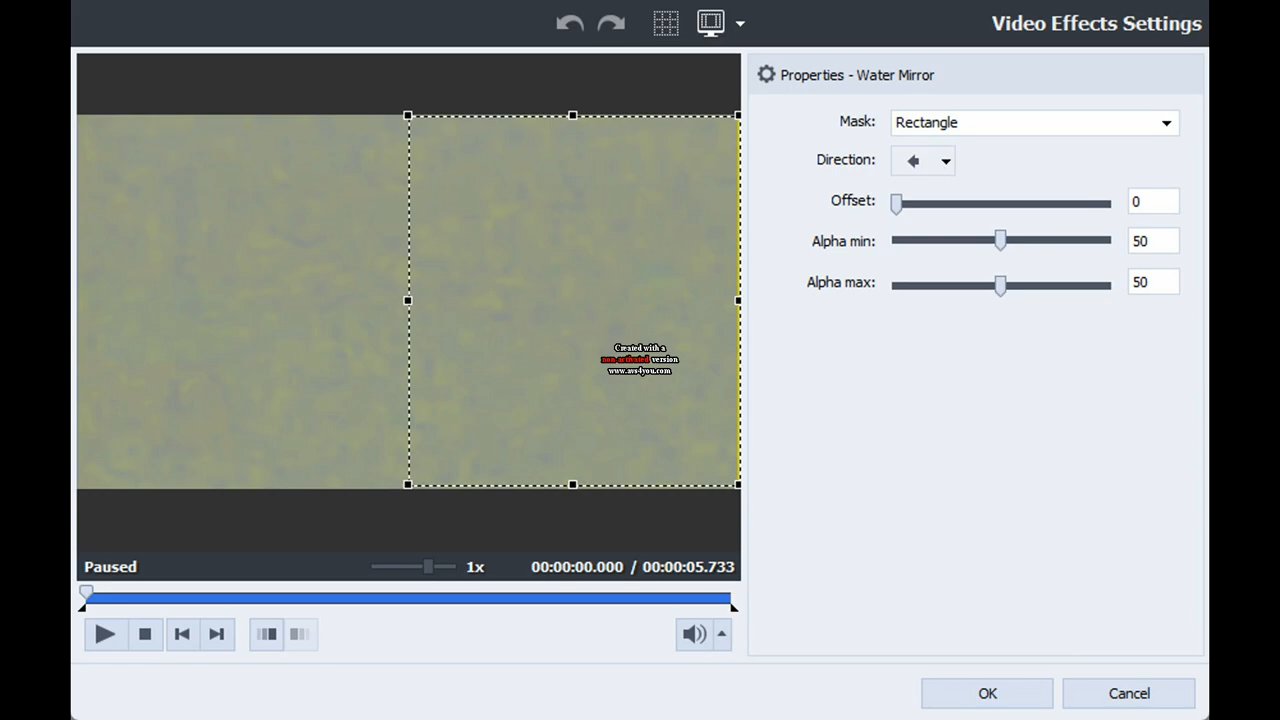 Video Effects Settings
Properties - Water Mirror
Mask: Rectangle
Direction:
Offset: 0
Alpha min: 50
Alpha max: 50
Created with a
non-activated version
www.avs4you.com
Paused 1x 00:00:00.000 / 00:00:05.733
OK Cancel